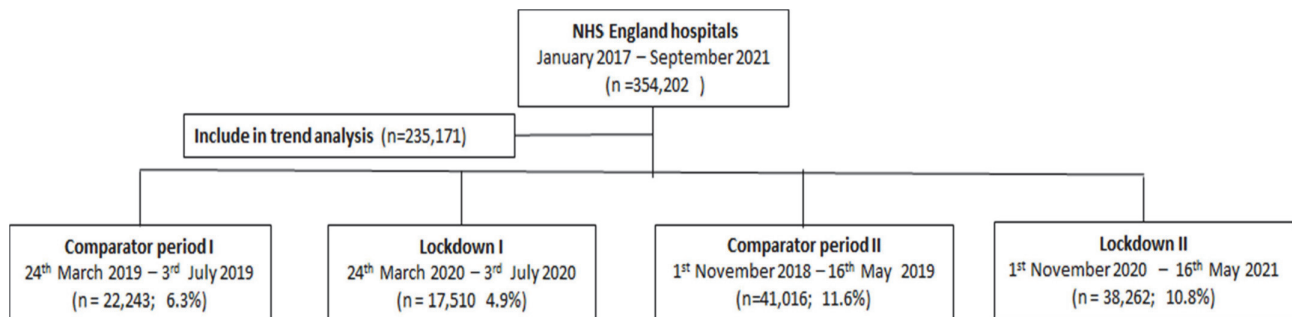 NHS England hospitals
January 2017 – September 2021
(n =354,202 )
Include in trend analysis (n=235,171)
Comparator period I
24th March 2019 – 3rd July 2019
(n = 22,243; 6.3%)
Lockdown I
24th March 2020 – 3rd July 2020
(n = 17,510 4.9%)
Comparator period II
1st November 2018 – 16th May 2019
(n=41,016; 11.6%)
Lockdown II
1st November 2020 – 16th May 2021
(n = 38,262; 10.8%)